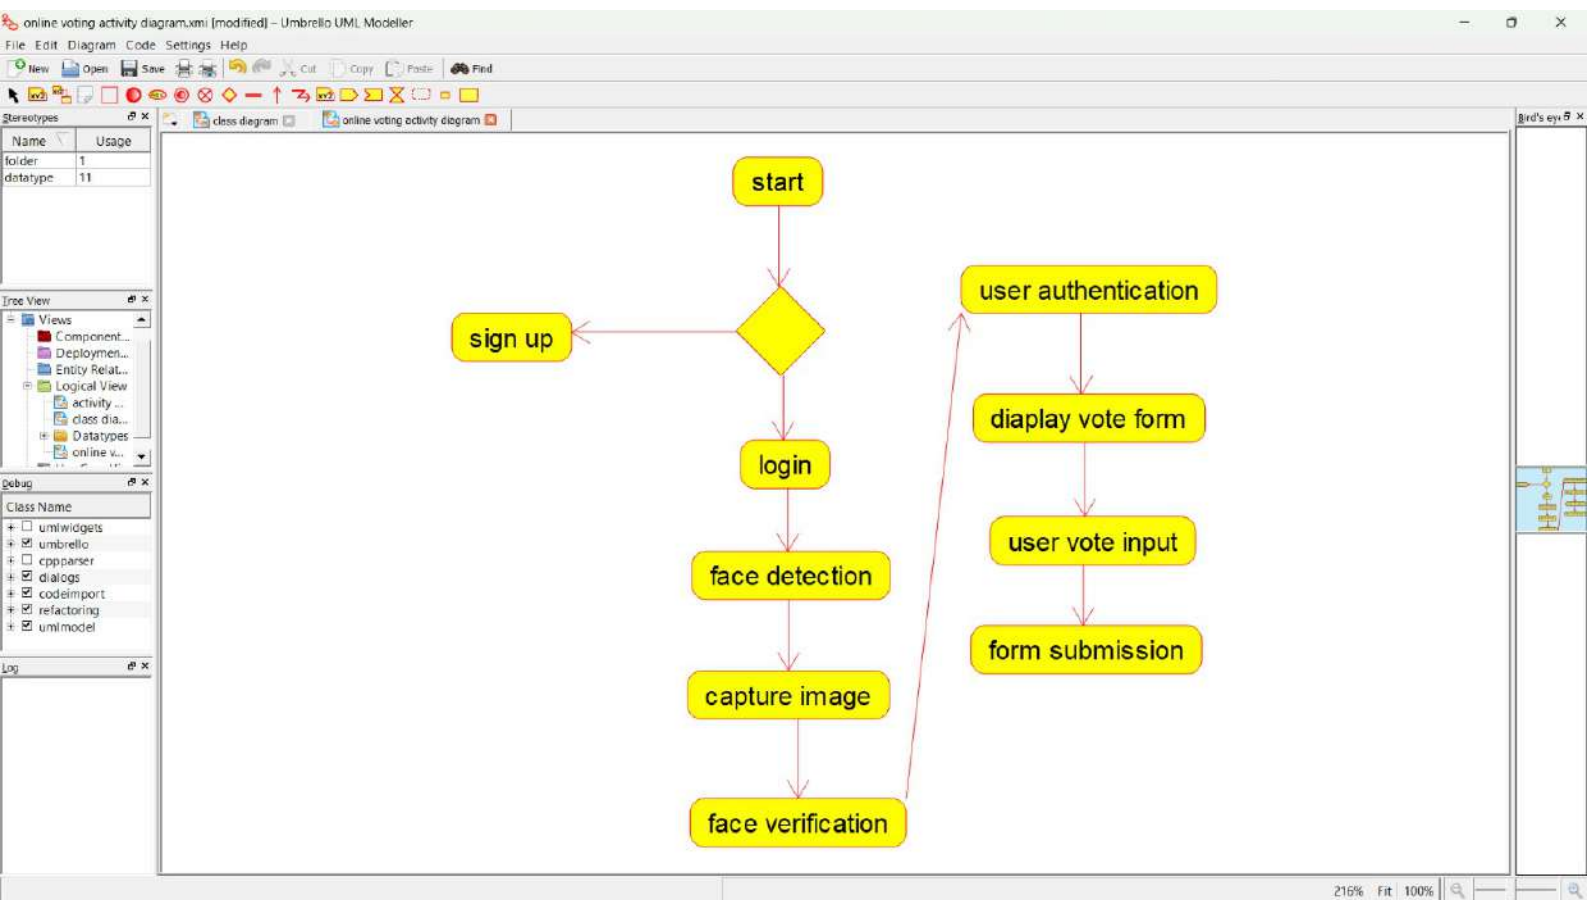 online voting activity diagram.xmi [modified] – Umbrello UML Modeller
File Edit Diagram Code Settings Help
New Open Save Cut Copy Paste Find
Stereotypes
class diagram online voting activity diagram
Bird's eye
Name Usage
folder 1
datatype 11
Tree View
Views
Component...
Deploymen...
Entity Relat...
Logical View
activity ...
class dia...
Datatypes
online v...
Debug
Class Name
umlwidgets
umbrello
cppparser
dialogs
codeimport
refactoring
umlmodel
Log
start
sign up
login
face detection
capture image
face verification
user authentication
diaplay vote form
user vote input
form submission
216% Fit 100%